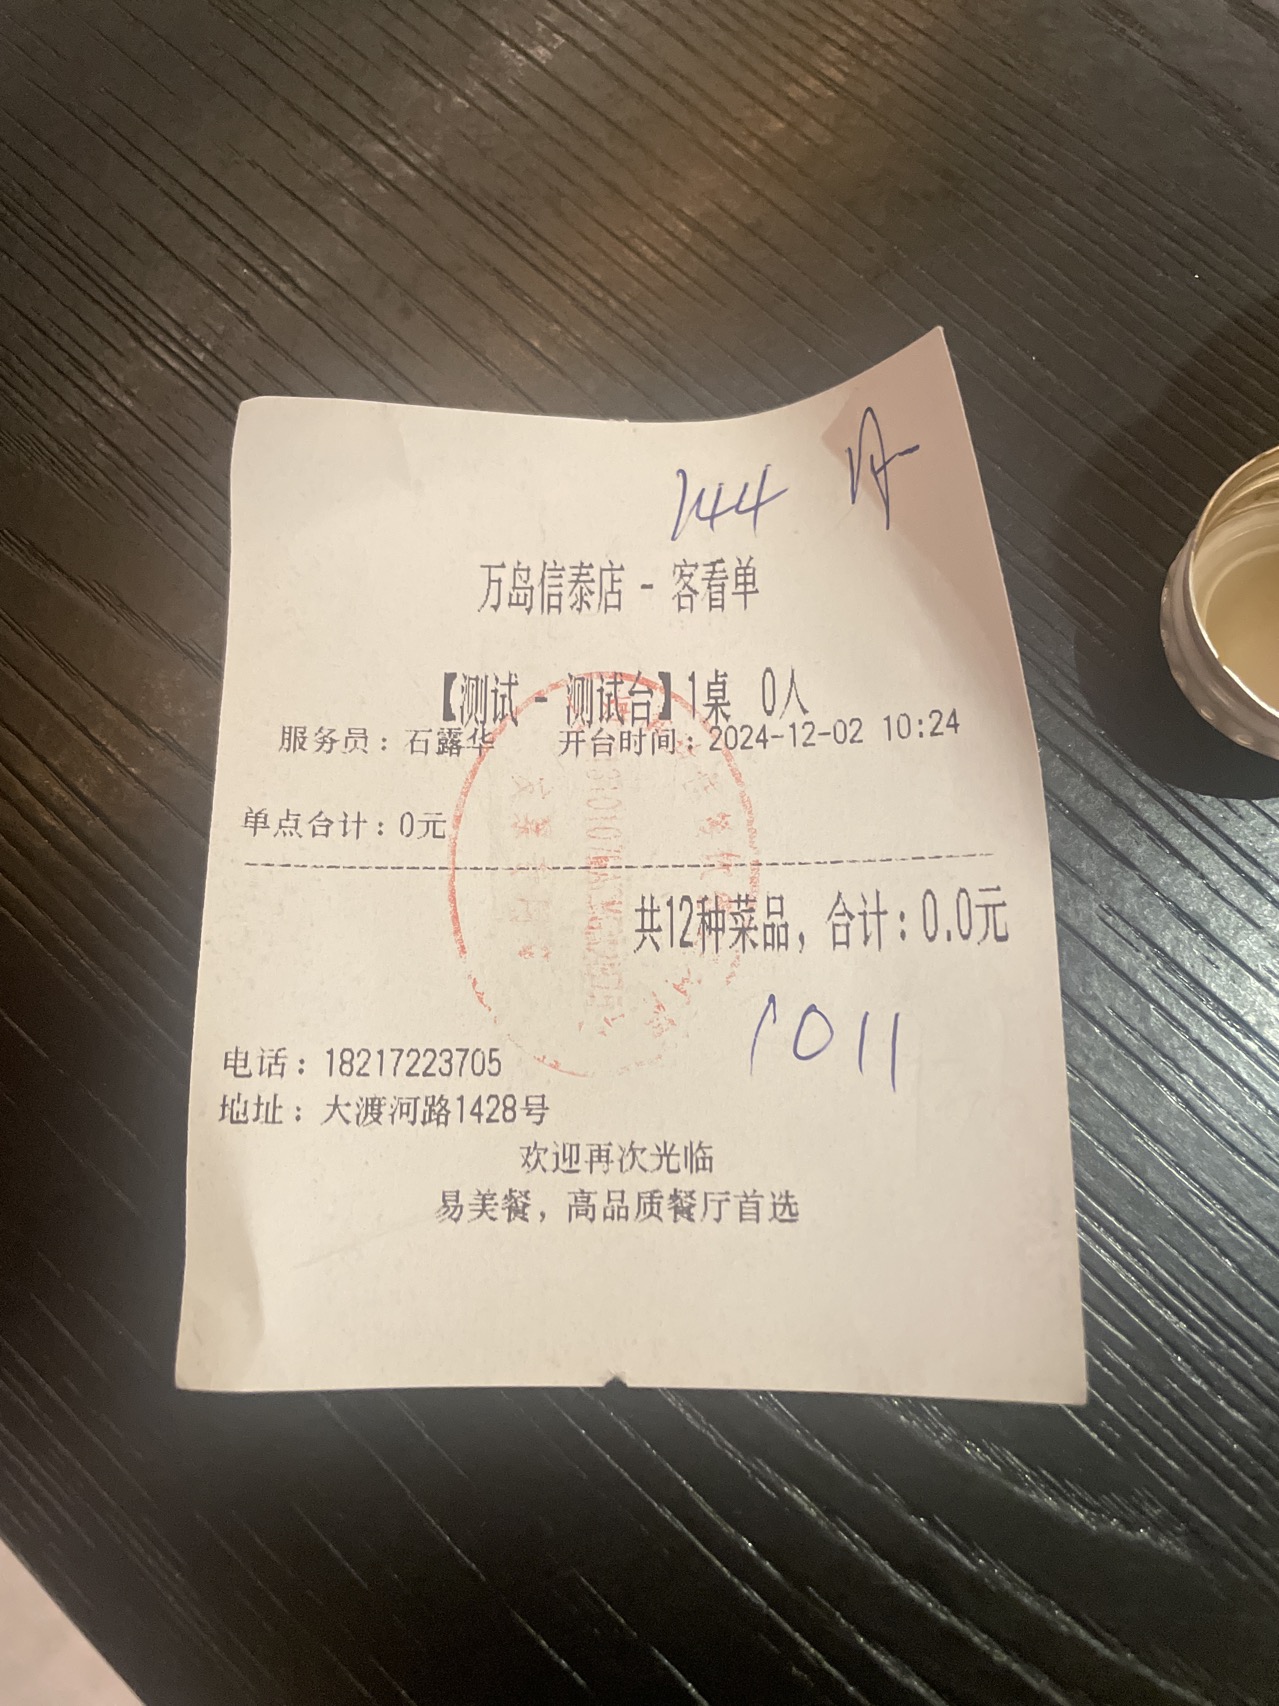 144
万岛信泰店 - 客看单
【测试 - 测试台】1桌 0人
服务员：石露华 开台时间：2024-12-02 10:24
单点合计：0元
共12种菜品，合计：0.0元
1011
电话：18217223705
地址：大渡河路1428号
欢迎再次光临
易美餐，高品质餐厅首选